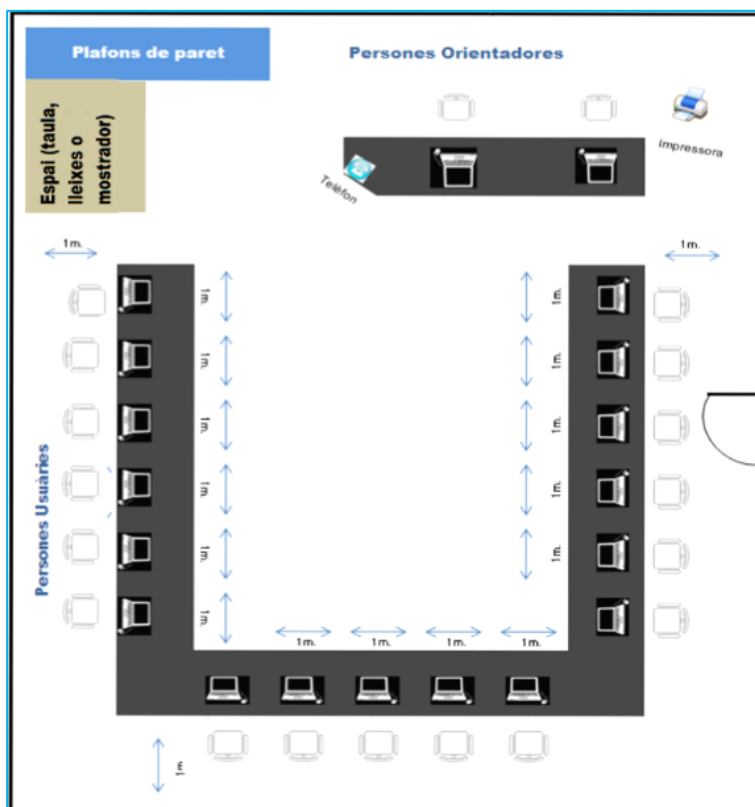 Plafons de paret
Persones Orientadores
Espai (taula,
lleixes o
mostrador)
Impressora
Telèfon
1m.
1m.
1m.
1m.
1m.
1m.
1m.
1m.
1m.
1m.
1m.
1m.
1m.
Persones Usuàries
1m.
1m.
1m.
1m.
1m.